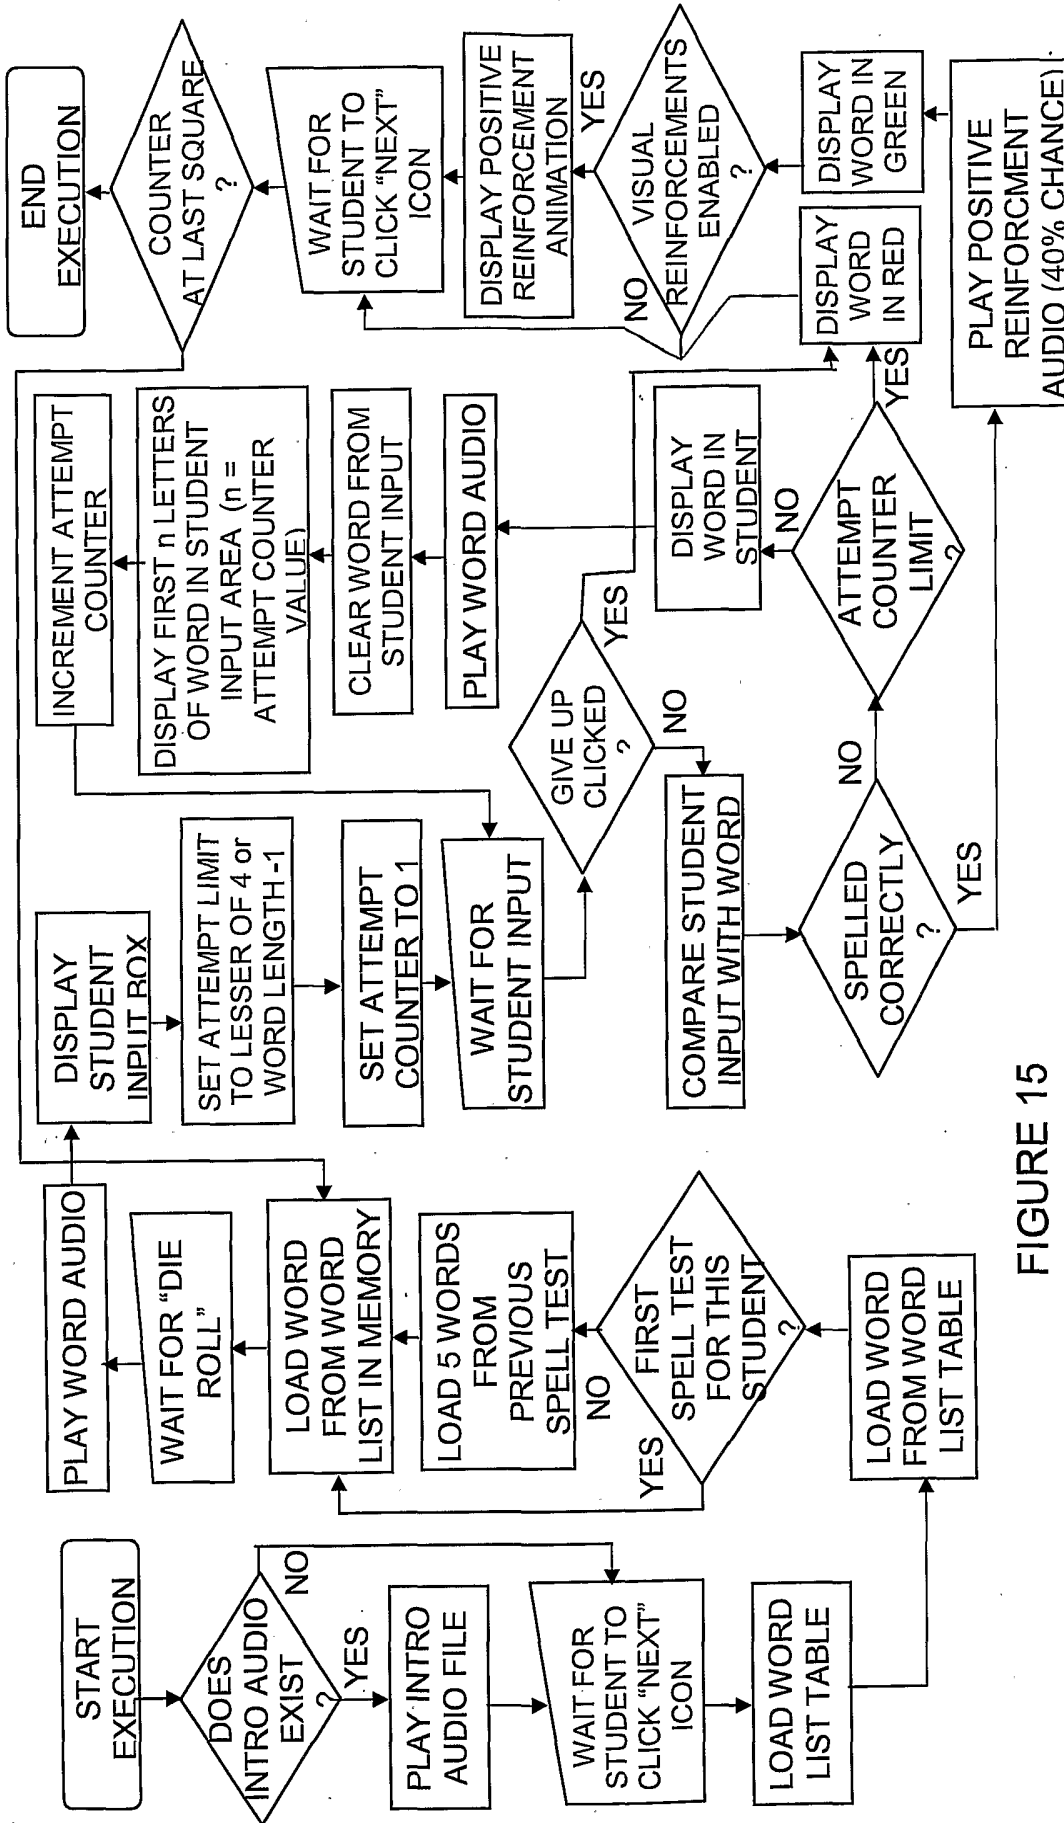 START
EXECUTION
DOES
INTRO AUDIO
EXIST
?
NO
YES
PLAY INTRO
AUDIO FILE
WAIT FOR
STUDENT TO
CLICK "NEXT"
ICON
LOAD WORD
LIST TABLE
LOAD WORD
FROM WORD
LIST TABLE
FIRST
SPELL TEST
FOR THIS
STUDENT
?
YES
NO
LOAD 5 WORDS
FROM
PREVIOUS
SPELL TEST
LOAD WORD
FROM WORD
LIST IN MEMORY
WAIT FOR "DIE
ROLL"
PLAY WORD AUDIO
DISPLAY
STUDENT
INPUT BOX
SET ATTEMPT LIMIT
TO LESSER OF 4 or
WORD LENGTH -1
SET ATTEMPT
COUNTER TO 1
WAIT FOR
STUDENT INPUT
GIVE UP
CLICKED
?
YES
NO
COMPARE STUDENT
INPUT WITH WORD
SPELLED
CORRECTLY
?
NO
YES
ATTEMPT
COUNTER
LIMIT
?
NO
YES
DISPLAY
WORD IN
STUDENT
PLAY WORD AUDIO
CLEAR WORD FROM
STUDENT INPUT
DISPLAY FIRST n LETTERS
OF WORD IN STUDENT
INPUT AREA (n =
ATTEMPT COUNTER
VALUE)
INCREMENT ATTEMPT
COUNTER
DISPLAY
WORD
IN RED
PLAY POSITIVE
REINFORCMENT
AUDIO (40% CHANCE)
DISPLAY
WORD IN
GREEN
VISUAL
REINFORCEMENTS
ENABLED
?
NO
YES
DISPLAY POSITIVE
REINFORCEMENT
ANIMATION
WAIT FOR
STUDENT TO
CLICK "NEXT"
ICON
COUNTER
AT LAST SQUARE
?
END
EXECUTION
FIGURE 15